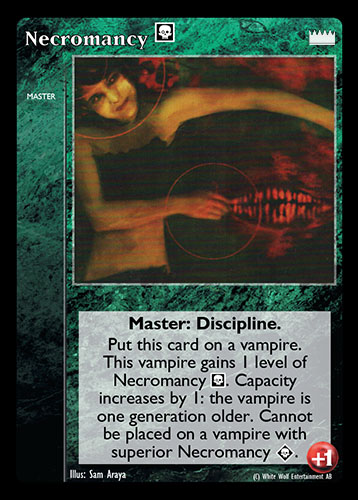 Necromancy
MASTER
Master: Discipline.
Put this card on a vampire.
This vampire gains 1 level of
Necromancy . Capacity
increases by 1: the vampire is
one generation older. Cannot
be placed on a vampire with
superior Necromancy .
+1
Illus: Sam Araya
(C) White Wolf Entertainment AB